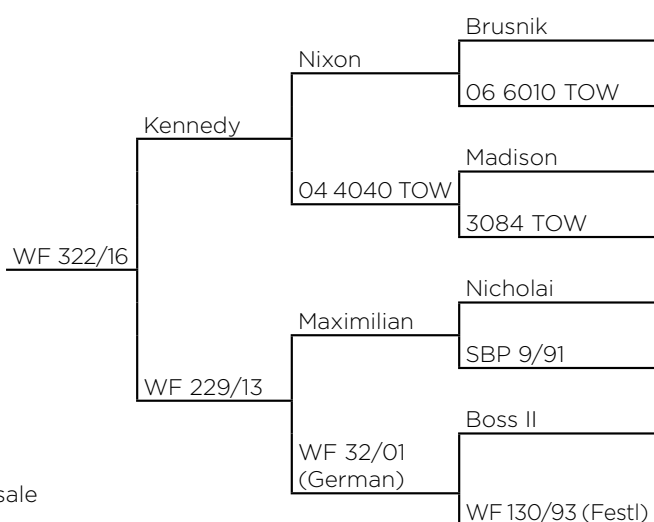 Brusnik
Nixon
06 6010 TOW
Kennedy
Madison
04 4040 TOW
3084 TOW
WF 322/16
Nicholai
Maximilian
SBP 9/91
WF 229/13
Boss II
WF 32/01
(German)
sale
WF 130/93 (Festl)